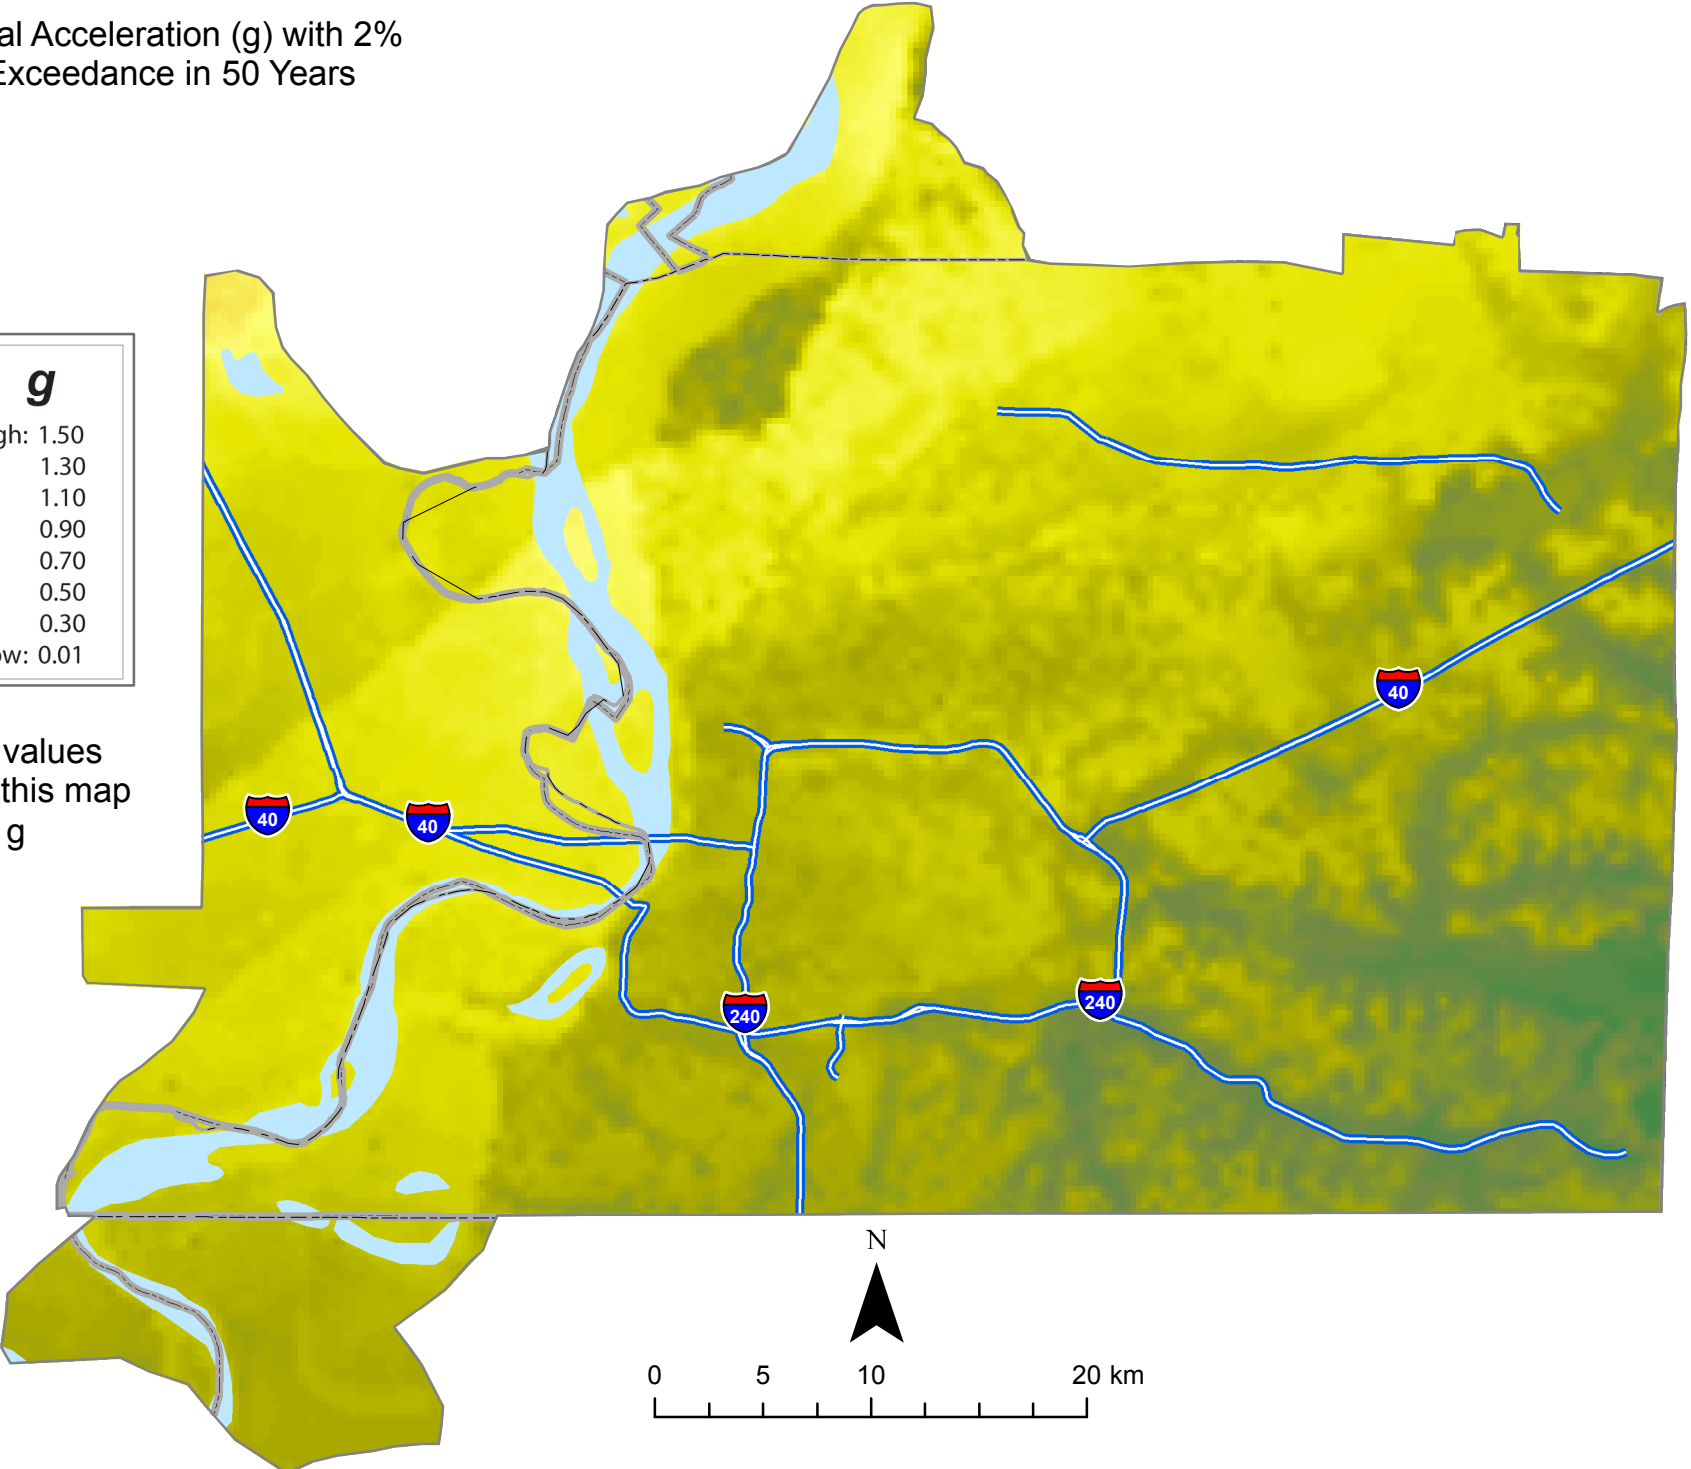 al Acceleration (g) with 2%
Exceedance in 50 Years
g
gh: 1.50
1.30
1.10
0.90
0.70
0.50
0.30
ow: 0.01
values
this map
g
40
40
40
240
240
N
0 5 10 20 km